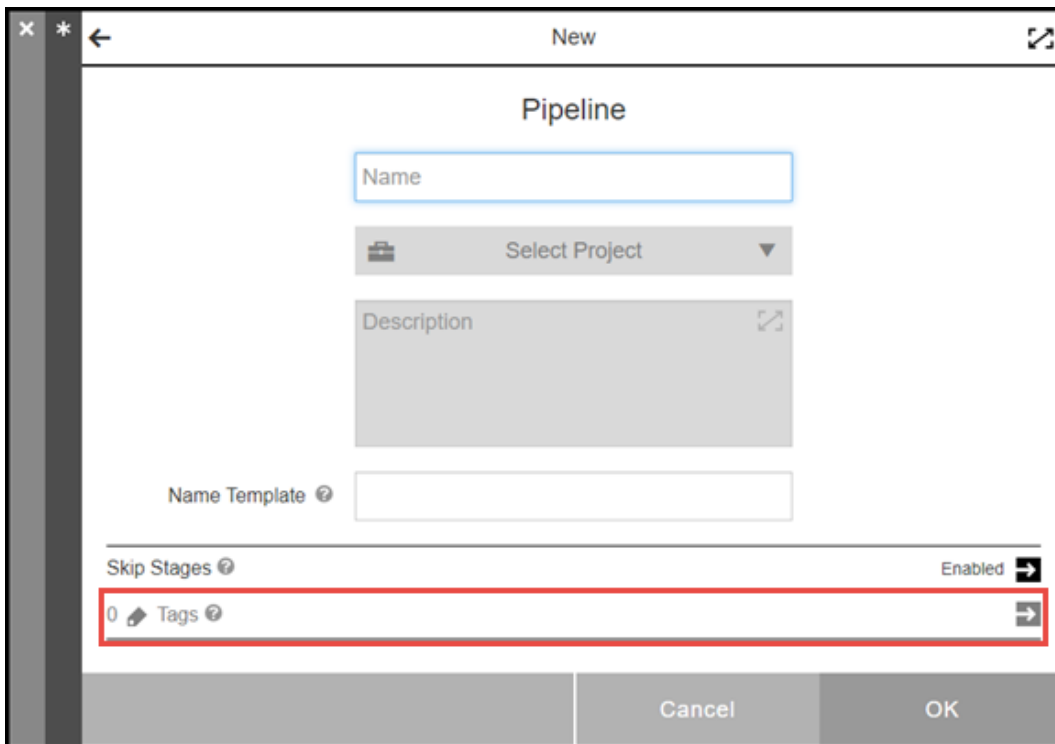 New
Pipeline
Name
Select Project
Description
Name Template
Skip Stages Enabled
0 Tags
Cancel OK